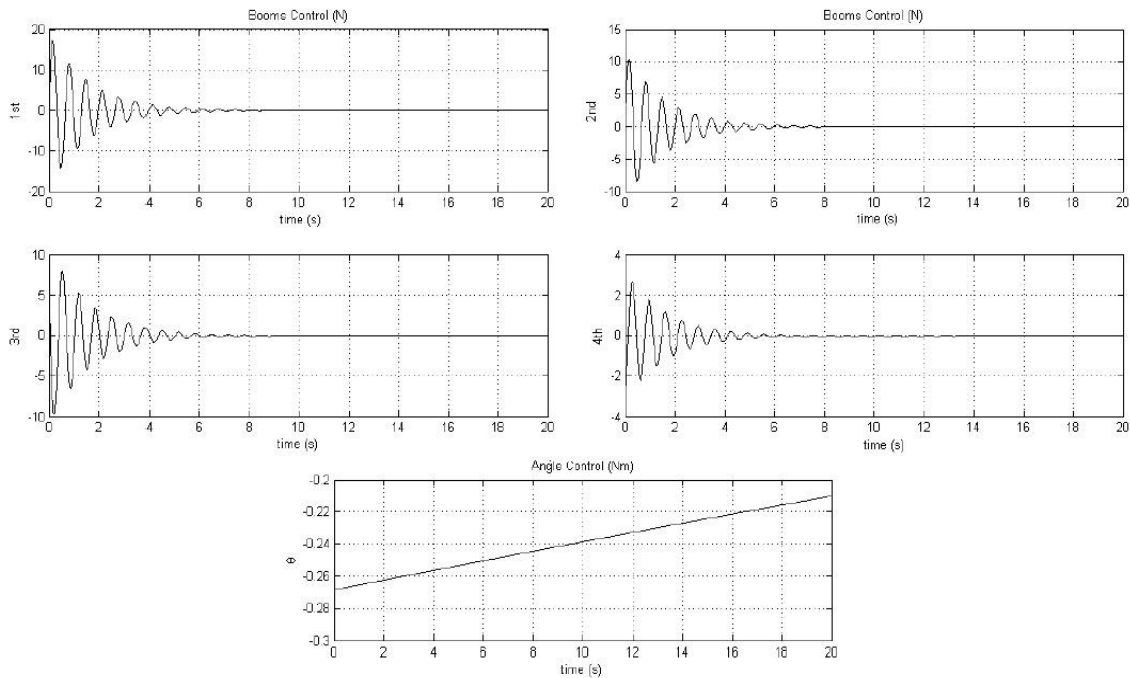 Booms Control (N)
20
10
0
-10
-20
1st
0 2 4 6 8 10 12 14 16 18 20
time (s)
Booms Control (N)
15
10
5
0
-5
-10
2nd
0 2 4 6 8 10 12 14 16 18 20
time (s)
10
5
0
-5
-10
3rd
0 2 4 6 8 10 12 14 16 18 20
time (s)
4
2
0
-2
-4
4th
0 2 4 6 8 10 12 14 16 18 20
time (s)
Angle Control (Nm)
-0.2
-0.22
-0.24
-0.26
-0.28
-0.3
θ
0 2 4 6 8 10 12 14 16 18 20
time (s)